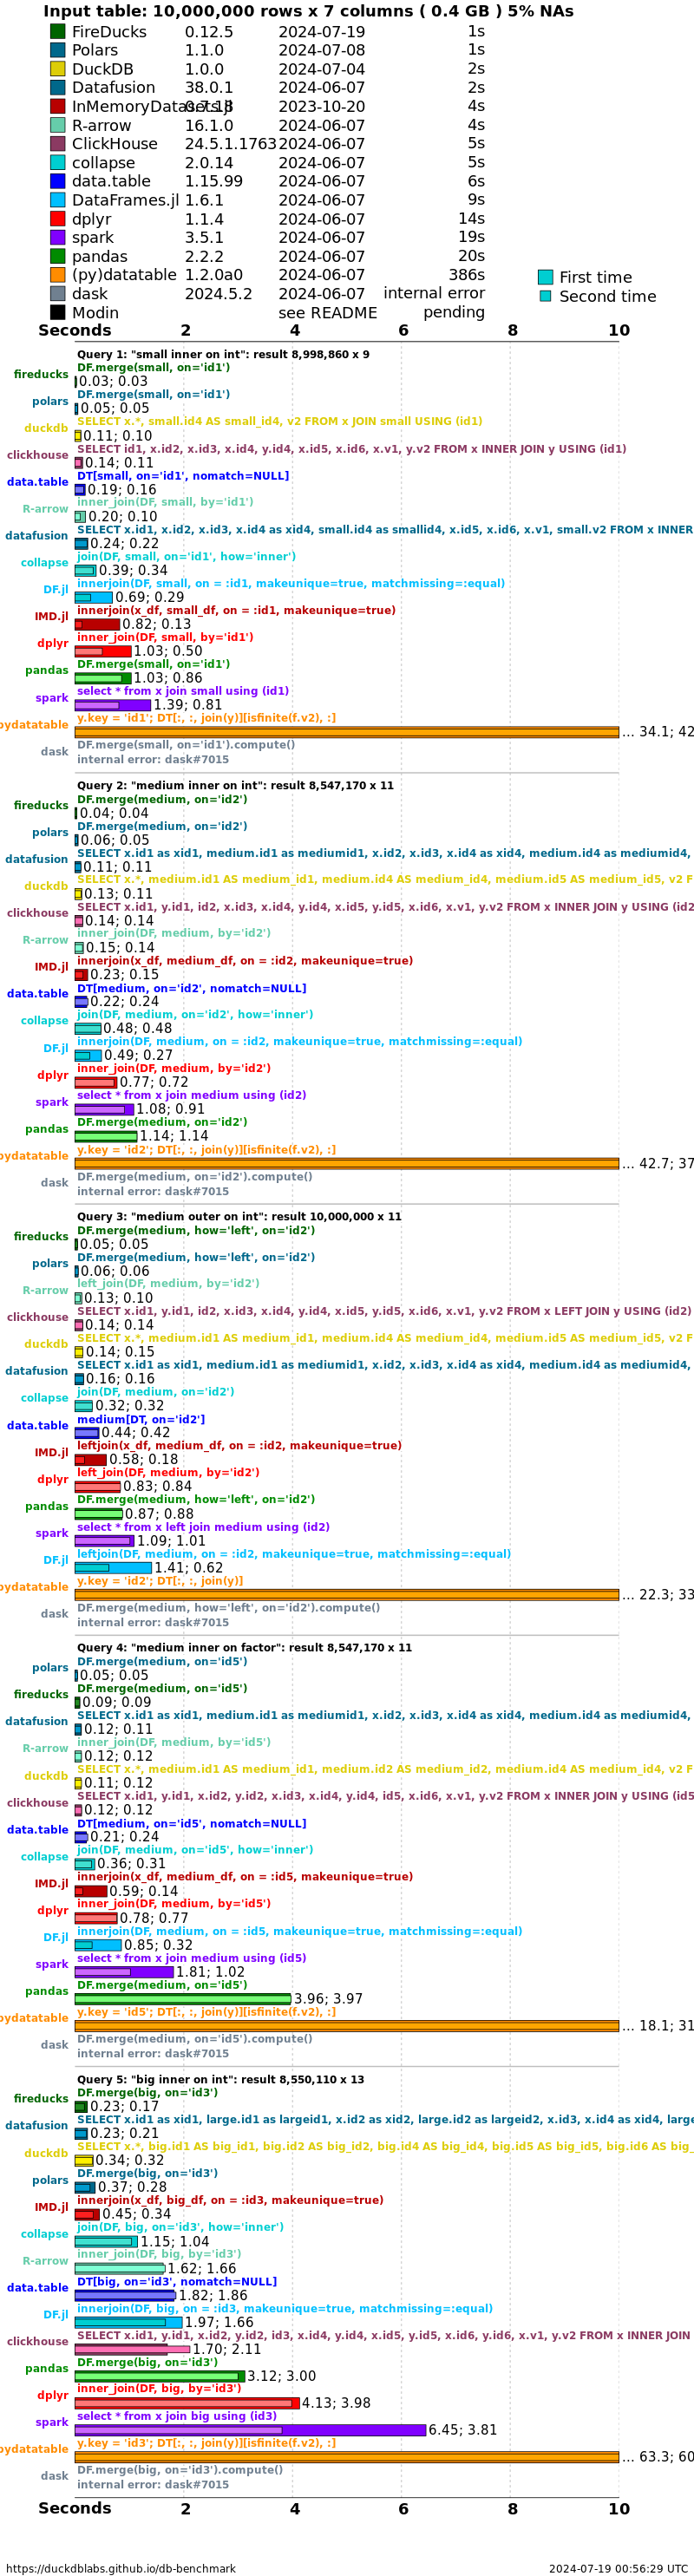 Input table: 10,000,000 rows x 7 columns ( 0.4 GB ) 5% NAs
FireDucks 0.12.5 2024-07-19 1s
Polars 1.1.0 2024-07-08 1s
DuckDB 1.0.0 2024-07-04 2s
Datafusion 38.0.1 2024-06-07 2s
InMemoryDatasets.jl 0.7.18 2023-10-20 4s
R-arrow 16.1.0 2024-06-07 4s
ClickHouse 24.5.1.1763 2024-06-07 5s
collapse 2.0.14 2024-06-07 5s
data.table 1.15.99 2024-06-07 6s
DataFrames.jl 1.6.1 2024-06-07 9s
dplyr 1.1.4 2024-06-07 14s
spark 3.5.1 2024-06-07 19s
pandas 2.2.2 2024-06-07 20s
(py)datatable 1.2.0a0 2024-06-07 386s
First time
dask 2024.5.2 2024-06-07 internal error
Second time
Modin see README pending
Seconds 2 4 6 8 10
Query 1: "small inner on int": result 8,998,860 x 9
DF.merge(small, on='id1')
fireducks 0.03; 0.03
DF.merge(small, on='id1')
polars 0.05; 0.05
SELECT x.*, small.id4 AS small_id4, v2 FROM x JOIN small USING (id1)
duckdb 0.11; 0.10
SELECT id1, x.id2, x.id3, x.id4, y.id4, x.id5, x.id6, x.v1, y.v2 FROM x INNER JOIN y USING (id1)
clickhouse 0.14; 0.11
DT[small, on='id1', nomatch=NULL]
data.table 0.19; 0.16
inner_join(DF, small, by='id1')
R-arrow 0.20; 0.10
SELECT x.id1, x.id2, x.id3, x.id4 as xid4, small.id4 as smallid4, x.id5, x.id6, x.v1, small.v2 FROM x INNER
datafusion 0.24; 0.22
join(DF, small, on='id1', how='inner')
collapse 0.39; 0.34
innerjoin(DF, small, on = :id1, makeunique=true, matchmissing=:equal)
DF.jl 0.69; 0.29
innerjoin(x_df, small_df, on = :id1, makeunique=true)
IMD.jl 0.82; 0.13
inner_join(DF, small, by='id1')
dplyr 1.03; 0.50
DF.merge(small, on='id1')
pandas 1.03; 0.86
select * from x join small using (id1)
spark 1.39; 0.81
y.key = 'id1'; DT[:, :, join(y)][isfinite(f.v2), :]
pydatatable ... 34.1; 42
DF.merge(small, on='id1').compute()
dask
internal error: dask#7015
Query 2: "medium inner on int": result 8,547,170 x 11
DF.merge(medium, on='id2')
fireducks 0.04; 0.04
DF.merge(medium, on='id2')
polars 0.06; 0.05
SELECT x.id1 as xid1, medium.id1 as mediumid1, x.id2, x.id3, x.id4 as xid4, medium.id4 as mediumid4,
datafusion 0.11; 0.11
SELECT x.*, medium.id1 AS medium_id1, medium.id4 AS medium_id4, medium.id5 AS medium_id5, v2 F
duckdb 0.13; 0.11
SELECT x.id1, y.id1, id2, x.id3, x.id4, y.id4, x.id5, y.id5, x.id6, x.v1, y.v2 FROM x INNER JOIN y USING (id2
clickhouse 0.14; 0.14
inner_join(DF, medium, by='id2')
R-arrow 0.15; 0.14
innerjoin(x_df, medium_df, on = :id2, makeunique=true)
IMD.jl 0.23; 0.15
DT[medium, on='id2', nomatch=NULL]
data.table 0.22; 0.24
join(DF, medium, on='id2', how='inner')
collapse 0.48; 0.48
innerjoin(DF, medium, on = :id2, makeunique=true, matchmissing=:equal)
DF.jl 0.49; 0.27
inner_join(DF, medium, by='id2')
dplyr 0.77; 0.72
select * from x join medium using (id2)
spark 1.08; 0.91
DF.merge(medium, on='id2')
pandas 1.14; 1.14
y.key = 'id2'; DT[:, :, join(y)][isfinite(f.v2), :]
pydatatable ... 42.7; 37
DF.merge(medium, on='id2').compute()
dask
internal error: dask#7015
Query 3: "medium outer on int": result 10,000,000 x 11
DF.merge(medium, how='left', on='id2')
fireducks 0.05; 0.05
DF.merge(medium, how='left', on='id2')
polars 0.06; 0.06
left_join(DF, medium, by='id2')
R-arrow 0.13; 0.10
SELECT x.id1, y.id1, id2, x.id3, x.id4, y.id4, x.id5, y.id5, x.id6, x.v1, y.v2 FROM x LEFT JOIN y USING (id2)
clickhouse 0.14; 0.14
SELECT x.*, medium.id1 AS medium_id1, medium.id4 AS medium_id4, medium.id5 AS medium_id5, v2 F
duckdb 0.14; 0.15
SELECT x.id1 as xid1, medium.id1 as mediumid1, x.id2, x.id3, x.id4 as xid4, medium.id4 as mediumid4,
datafusion 0.16; 0.16
join(DF, medium, on='id2')
collapse 0.32; 0.32
medium[DT, on='id2']
data.table 0.44; 0.42
leftjoin(x_df, medium_df, on = :id2, makeunique=true)
IMD.jl 0.58; 0.18
left_join(DF, medium, by='id2')
dplyr 0.83; 0.84
DF.merge(medium, how='left', on='id2')
pandas 0.87; 0.88
select * from x left join medium using (id2)
spark 1.09; 1.01
leftjoin(DF, medium, on = :id2, makeunique=true, matchmissing=:equal)
DF.jl 1.41; 0.62
y.key = 'id2'; DT[:, :, join(y)]
pydatatable ... 22.3; 33
DF.merge(medium, how='left', on='id2').compute()
dask
internal error: dask#7015
Query 4: "medium inner on factor": result 8,547,170 x 11
DF.merge(medium, on='id5')
polars 0.05; 0.05
DF.merge(medium, on='id5')
fireducks 0.09; 0.09
SELECT x.id1 as xid1, medium.id1 as mediumid1, x.id2, x.id3, x.id4 as xid4, medium.id4 as mediumid4,
datafusion 0.12; 0.11
inner_join(DF, medium, by='id5')
R-arrow 0.12; 0.12
SELECT x.*, medium.id1 AS medium_id1, medium.id2 AS medium_id2, medium.id4 AS medium_id4, v2 F
duckdb 0.11; 0.12
SELECT x.id1, y.id1, x.id2, y.id2, x.id3, x.id4, y.id4, id5, x.id6, x.v1, y.v2 FROM x INNER JOIN y USING (id5
clickhouse 0.12; 0.12
DT[medium, on='id5', nomatch=NULL]
data.table 0.21; 0.24
join(DF, medium, on='id5', how='inner')
collapse 0.36; 0.31
innerjoin(x_df, medium_df, on = :id5, makeunique=true)
IMD.jl 0.59; 0.14
inner_join(DF, medium, by='id5')
dplyr 0.78; 0.77
innerjoin(DF, medium, on = :id5, makeunique=true, matchmissing=:equal)
DF.jl 0.85; 0.32
select * from x join medium using (id5)
spark 1.81; 1.02
DF.merge(medium, on='id5')
pandas 3.96; 3.97
y.key = 'id5'; DT[:, :, join(y)][isfinite(f.v2), :]
pydatatable ... 18.1; 31
DF.merge(medium, on='id5').compute()
dask
internal error: dask#7015
Query 5: "big inner on int": result 8,550,110 x 13
DF.merge(big, on='id3')
fireducks 0.23; 0.17
SELECT x.id1 as xid1, large.id1 as largeid1, x.id2 as xid2, large.id2 as largeid2, x.id3, x.id4 as xid4, large
datafusion 0.23; 0.21
SELECT x.*, big.id1 AS big_id1, big.id2 AS big_id2, big.id4 AS big_id4, big.id5 AS big_id5, big.id6 AS big_
duckdb 0.34; 0.32
DF.merge(big, on='id3')
polars 0.37; 0.28
innerjoin(x_df, big_df, on = :id3, makeunique=true)
IMD.jl 0.45; 0.34
join(DF, big, on='id3', how='inner')
collapse 1.15; 1.04
inner_join(DF, big, by='id3')
R-arrow 1.62; 1.66
DT[big, on='id3', nomatch=NULL]
data.table 1.82; 1.86
innerjoin(DF, big, on = :id3, makeunique=true, matchmissing=:equal)
DF.jl 1.97; 1.66
SELECT x.id1, y.id1, x.id2, y.id2, id3, x.id4, y.id4, x.id5, y.id5, x.id6, y.id6, x.v1, y.v2 FROM x INNER JOIN
clickhouse 1.70; 2.11
DF.merge(big, on='id3')
pandas 3.12; 3.00
inner_join(DF, big, by='id3')
dplyr 4.13; 3.98
select * from x join big using (id3)
spark 6.45; 3.81
y.key = 'id3'; DT[:, :, join(y)][isfinite(f.v2), :]
pydatatable ... 63.3; 60
DF.merge(big, on='id3').compute()
dask
internal error: dask#7015
Seconds 2 4 6 8 10
https://duckdblabs.github.io/db-benchmark 2024-07-19 00:56:29 UTC